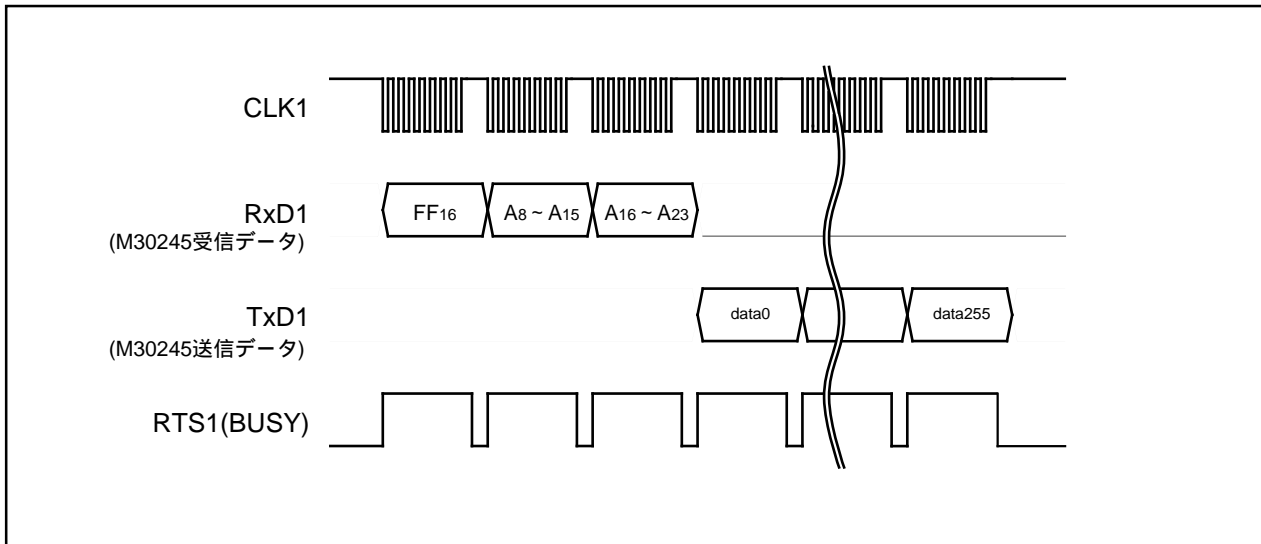 CLK1
RxD1
(M30245受信データ)
FF16
A8 ~ A15
A16 ~ A23
TxD1
(M30245送信データ)
data0
data255
RTS1(BUSY)